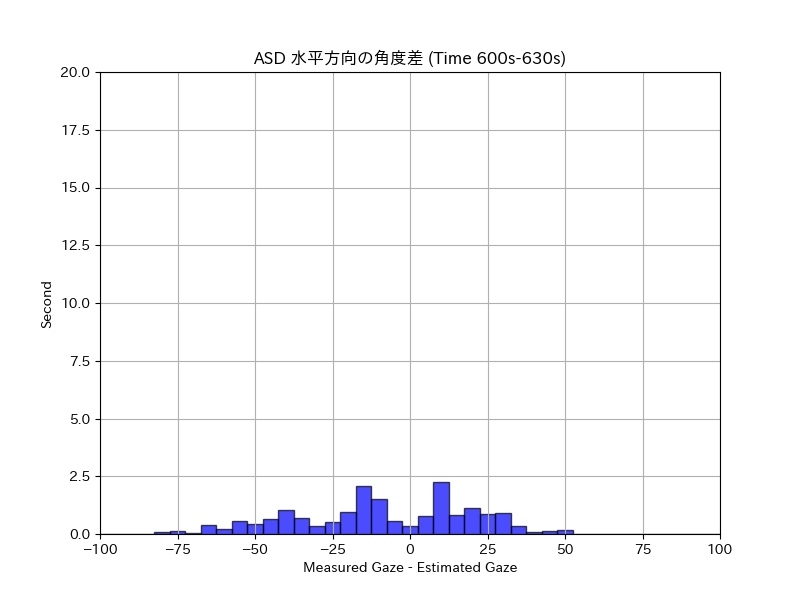 ASD 水平方向の角度差 (Time 600s-630s)
20.0
17.5
15.0
12.5
10.0
7.5
5.0
2.5
0.0
Second
−100 −75 −50 −25 0 25 50 75 100
Measured Gaze - Estimated Gaze